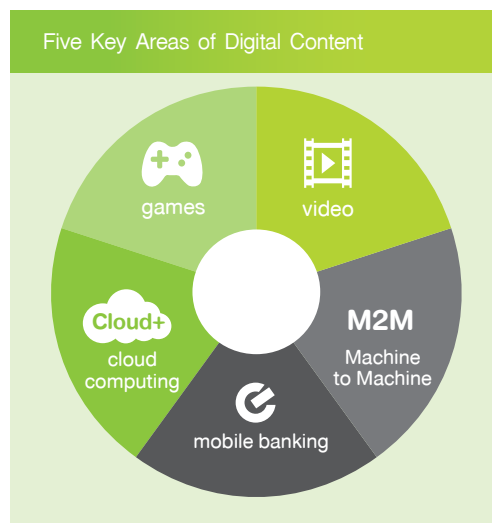 Five Key Areas of Digital Content
games
video
Cloud+
cloud
computing
M2M
Machine
to Machine
mobile banking